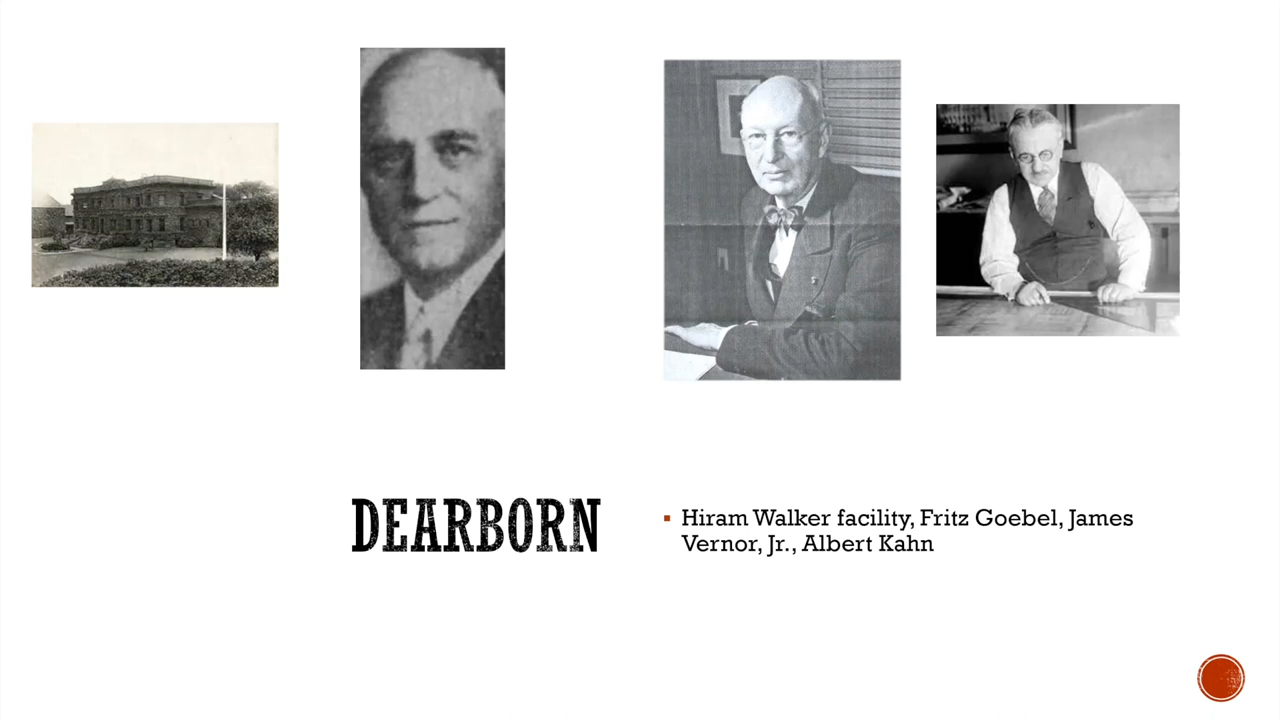 DEARBORN
▪ Hiram Walker facility, Fritz Goebel, James
Vernor, Jr., Albert Kahn